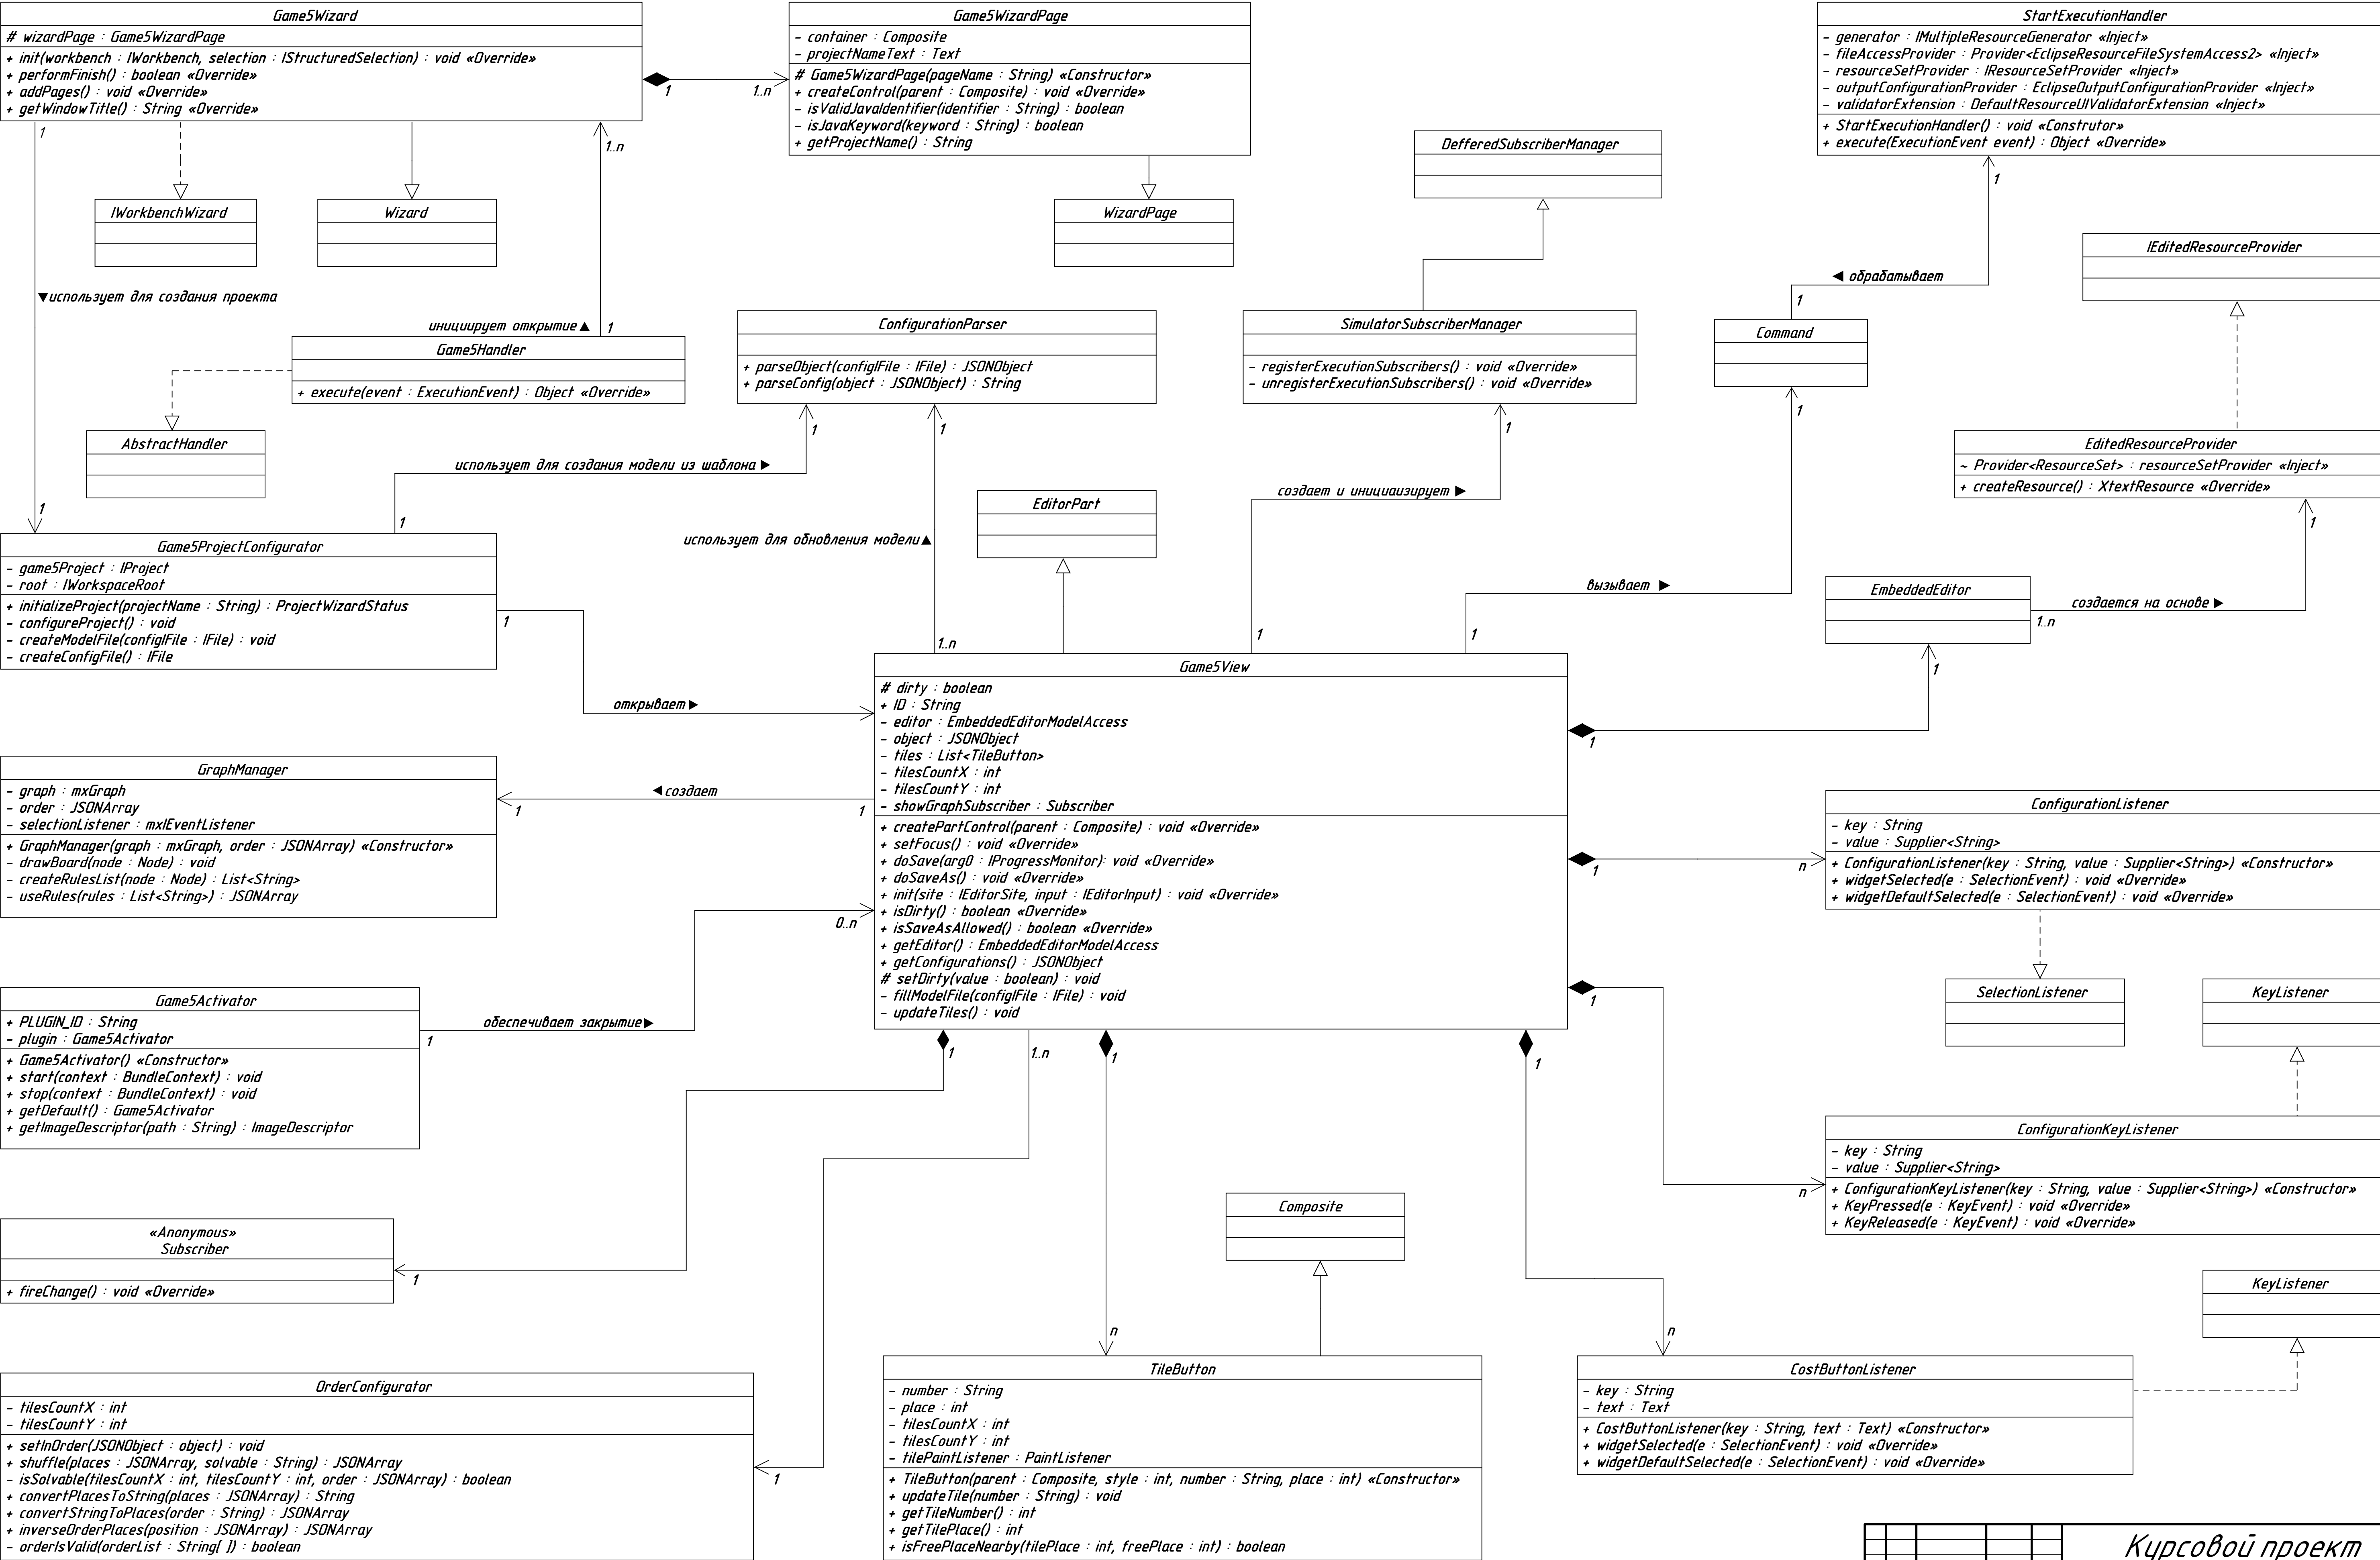 Game5Wizard
# wizardPage : Game5WizardPage
+ init(workbench : IWorkbench, selection : IStructuredSelection) : void «Override»
+ performFinish() : boolean «Override»
+ addPages() : void «Override»
+ getWindowTitle() : String «Override»
1
1..n
Game5WizardPage
- container : Composite
- projectNameText : Text
# Game5WizardPage(pageName : String) «Constructor»
+ createControl(parent : Composite) : void «Override»
- isValidJavaIdentifier(identifier : String) : boolean
- isJavaKeyword(keyword : String) : boolean
+ getProjectName() : String
StartExecutionHandler
- generator : IMultipleResourceGenerator «Inject»
- fileAccessProvider : Provider<EclipseResourceFileSystemAccess2> «Inject»
- resourceSetProvider : IResourceSetProvider «Inject»
- outputConfigurationProvider : EclipseOutputConfigurationProvider «Inject»
- validatorExtension : DefaultResourceUIValidatorExtension «Inject»
+ StartExecutionHandler() : void «Construtor»
+ execute(ExecutionEvent event) : Object «Override»
1
1..n
DefferedSubscriberManager
1
IWorkbenchWizard
Wizard
WizardPage
IEditedResourceProvider
◄ обрабатывает
▼использует для создания проекта
1
инициирует открытие▲
1
Game5Handler
+ execute(event : ExecutionEvent) : Object «Override»
ConfigurationParser
+ parseObject(configIFile : IFile) : JSONObject
+ parseConfig(object : JSONObject) : String
SimulatorSubscriberManager
- registerExecutionSubscribers() : void «Override»
- unregisterExecutionSubscribers() : void «Override»
Command
1
1
1
1
AbstractHandler
EditedResourceProvider
~ Provider<ResourceSet> : resourceSetProvider «Inject»
+ createResource() : XtextResource «Override»
использует для создания модели из шаблона ►
создает и инициаизирует ►
EditorPart
1
1
1
использует для обновления модели▲
Game5ProjectConfigurator
- game5Project : IProject
- root : IWorkspaceRoot
+ initializeProject(projectName : String) : ProjectWizardStatus
- configureProject() : void
- createModelFile(configIFile : IFile) : void
- createConfigFile() : IFile
1
вызывает ►
EmbeddedEditor
создается на основе ►
1..n
1..n
1
1
1
открывает►
Game5View
# dirty : boolean
+ ID : String
- editor : EmbeddedEditorModelAccess
- object : JSONObject
- tiles : List<TileButton>
- tilesCountX : int
- tilesCountY : int
- showGraphSubscriber : Subscriber
+ createPartControl(parent : Composite) : void «Override»
+ setFocus() : void «Override»
+ doSave(arg0 : IProgressMonitor): void «Override»
+ doSaveAs() : void «Override»
+ init(site : IEditorSite, input : IEditorInput) : void «Override»
+ isDirty() : boolean «Override»
+ isSaveAsAllowed() : boolean «Override»
+ getEditor() : EmbeddedEditorModelAccess
+ getConfigurations() : JSONObject
# setDirty(value : boolean) : void
- fillModelFile(configIFile : IFile) : void
- updateTiles() : void
1
GraphManager
- graph : mxGraph
- order : JSONArray
- selectionListener : mxIEventListener
+ GraphManager(graph : mxGraph, order : JSONArray) «Constructor»
- drawBoard(node : Node) : void
- createRulesList(node : Node) : List<String>
- useRules(rules : List<String>) : JSONArray
◄создает
1
1
ConfigurationListener
- key : String
- value : Supplier<String>
+ ConfigurationListener(key : String, value : Supplier<String>) «Constructor»
+ widgetSelected(e : SelectionEvent) : void «Override»
+ widgetDefaultSelected(e : SelectionEvent) : void «Override»
1
n
0..n
Game5Activator
+ PLUGIN_ID : String
- plugin : Game5Activator
+ Game5Activator() «Constructor»
+ start(context : BundleContext) : void
+ stop(context : BundleContext) : void
+ getDefault() : Game5Activator
+ getImageDescriptor(path : String) : ImageDescriptor
обеспечивает закрытие►
1
SelectionListener
KeyListener
1
1
1..n
1
1
ConfigurationKeyListener
- key : String
- value : Supplier<String>
+ ConfigurationKeyListener(key : String, value : Supplier<String>) «Constructor»
+ KeyPressed(e : KeyEvent) : void «Override»
+ KeyReleased(e : KeyEvent) : void «Override»
n
«Anonymous»
Subscriber
+ fireChange() : void «Override»
1
Composite
KeyListener
n
n
OrderConfigurator
- tilesCountX : int
- tilesCountY : int
+ setInOrder(JSONObject : object) : void
+ shuffle(places : JSONArray, solvable : String) : JSONArray
- isSolvable(tilesCountX : int, tilesCountY : int, order : JSONArray) : boolean
+ convertPlacesToString(places : JSONArray) : String
+ convertStringToPlaces(order : String) : JSONArray
+ inverseOrderPlaces(position : JSONArray) : JSONArray
- orderIsValid(orderList : String[ ]) : boolean
1
TileButton
- number : String
- place : int
- tilesCountX : int
- tilesCountY : int
- tilePaintListener : PaintListener
+ TileButton(parent : Composite, style : int, number : String, place : int) «Constructor»
+ updateTile(number : String) : void
+ getTileNumber() : int
+ getTilePlace() : int
+ isFreePlaceNearby(tilePlace : int, freePlace : int) : boolean
CostButtonListener
- key : String
- text : Text
+ CostButtonListener(key : String, text : Text) «Constructor»
+ widgetSelected(e : SelectionEvent) : void «Override»
+ widgetDefaultSelected(e : SelectionEvent) : void «Override»
Курсовой проект